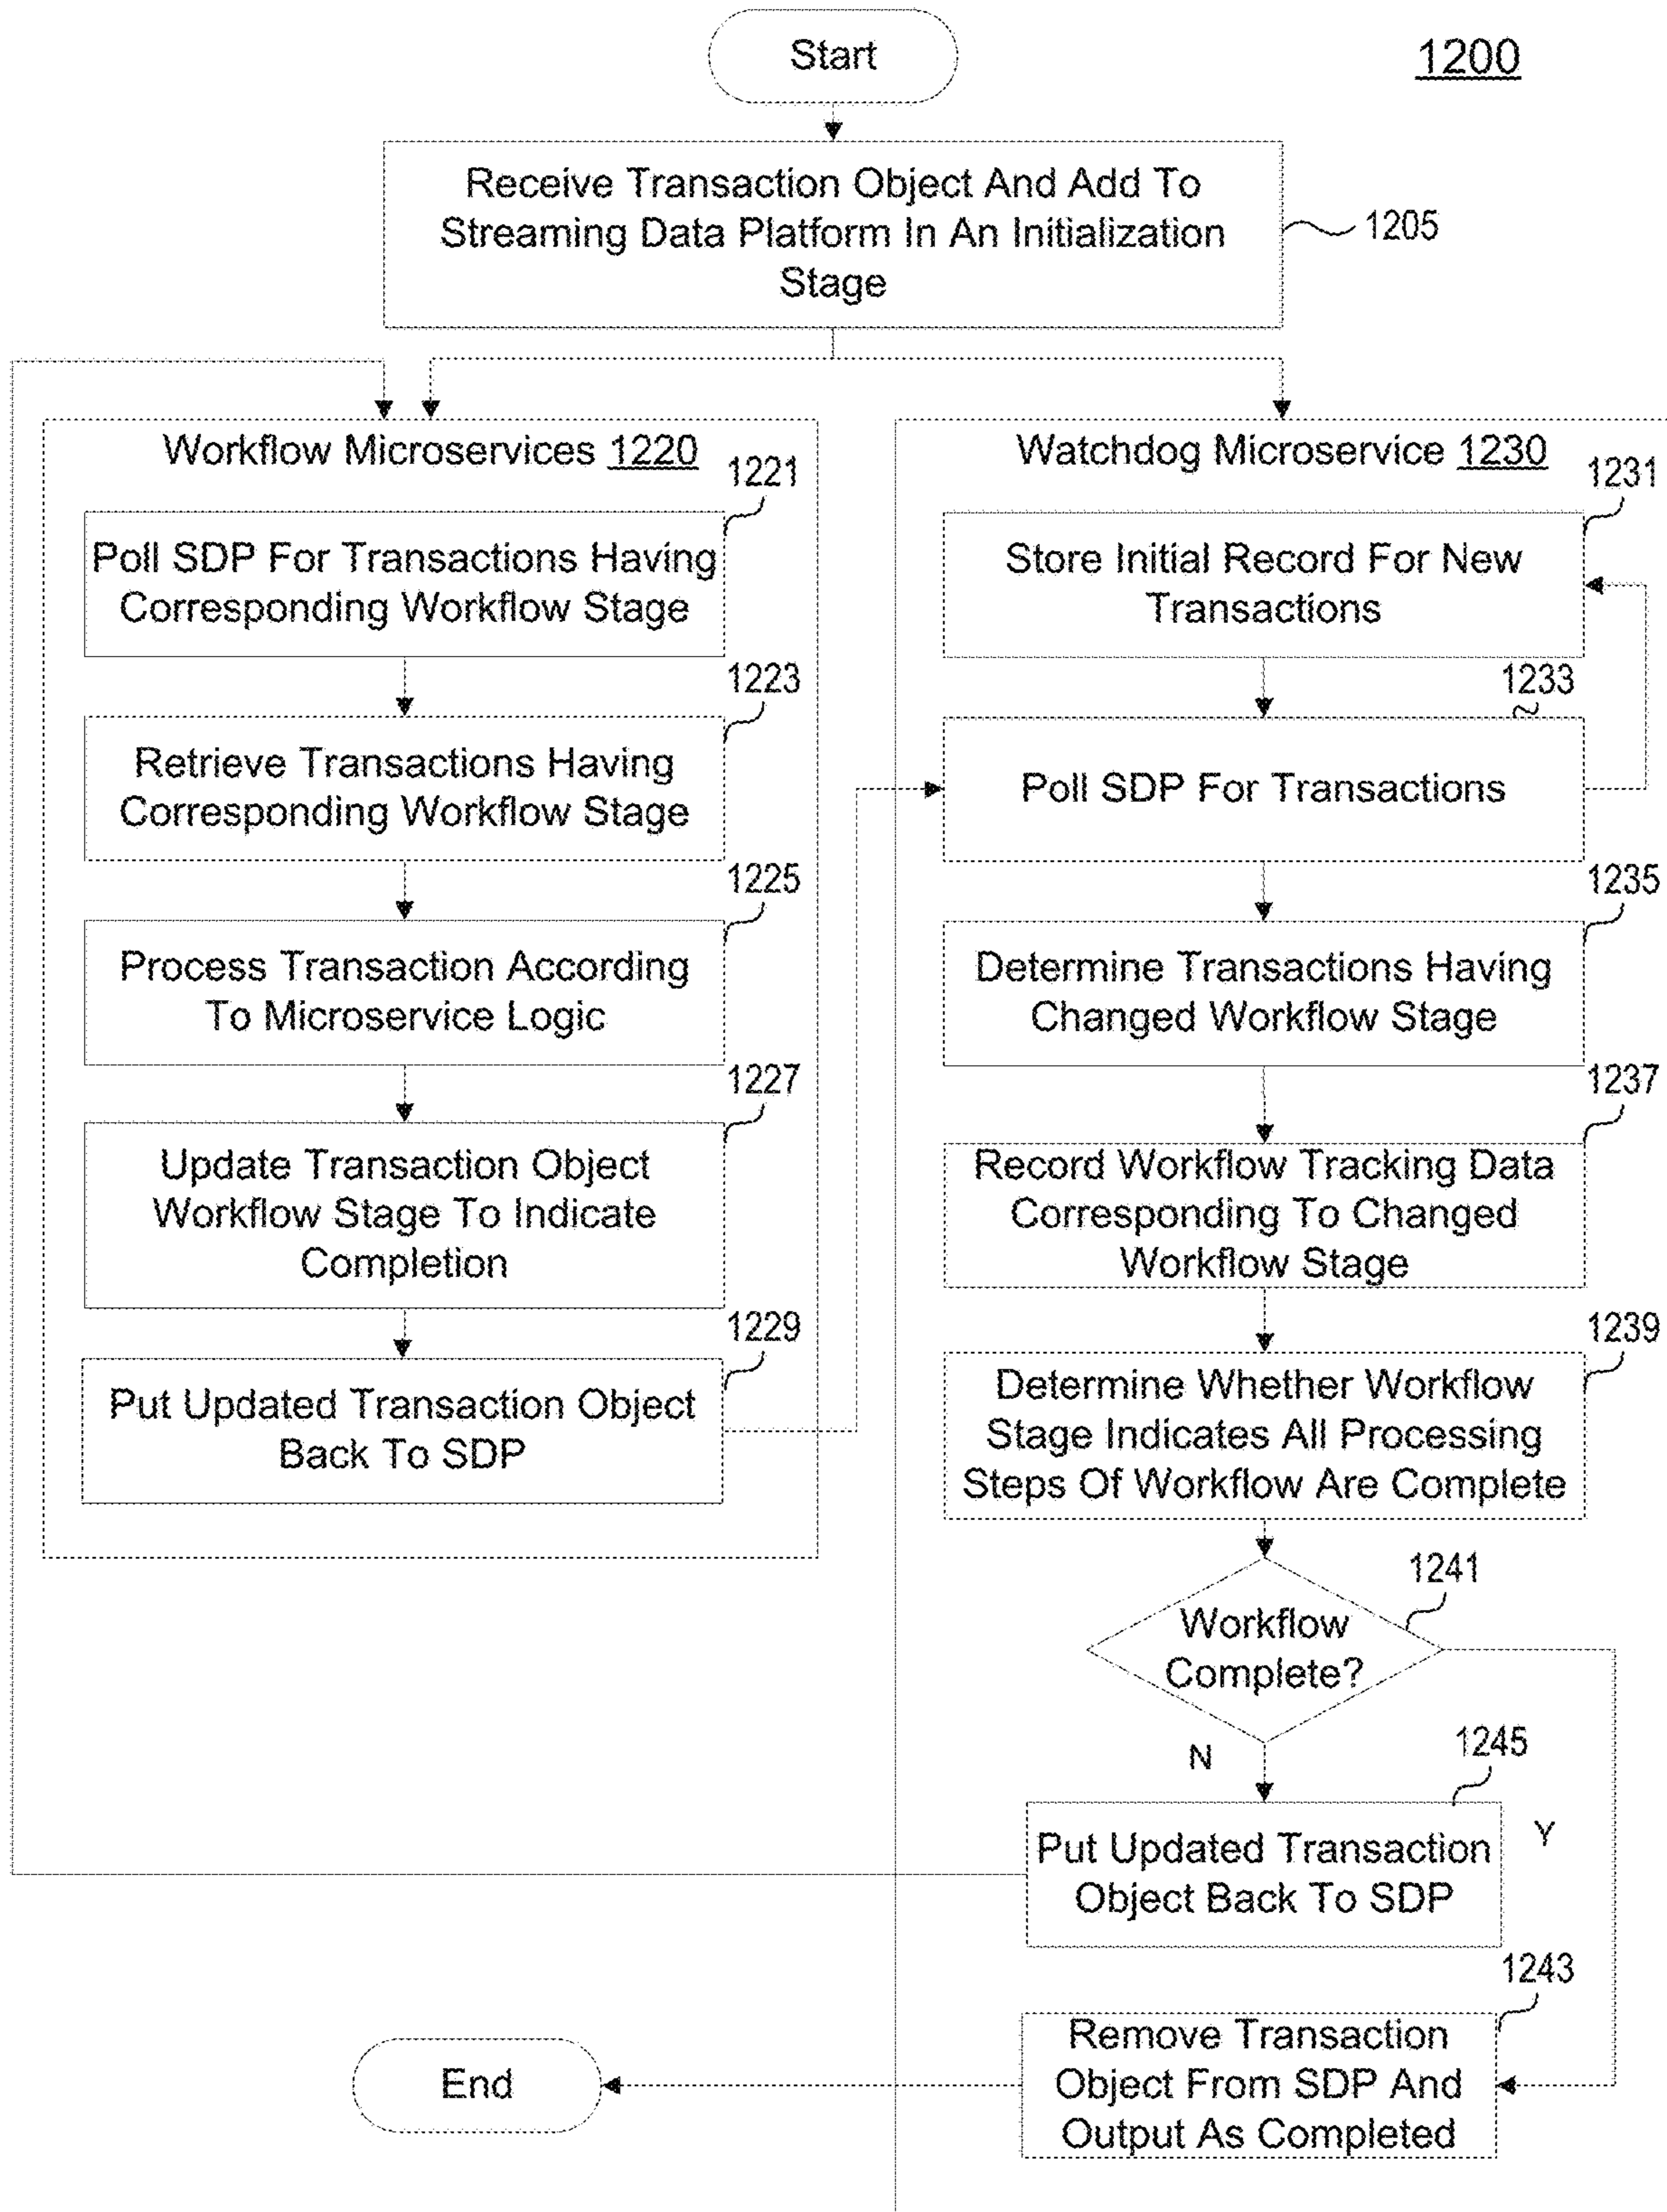 Start
1200
Receive Transaction Object And Add To
Streaming Data Platform In An Initialization
Stage
1205
Workflow Microservices 1220
1221
Poll SDP For Transactions Having
Corresponding Workflow Stage
1223
Retrieve Transactions Having
Corresponding Workflow Stage
1225
Process Transaction According
To Microservice Logic
1227
Update Transaction Object
Workflow Stage To Indicate
Completion
1229
Put Updated Transaction Object
Back To SDP
Watchdog Microservice 1230
1231
Store Initial Record For New
Transactions
1233
Poll SDP For Transactions
1235
Determine Transactions Having
Changed Workflow Stage
1237
Record Workflow Tracking Data
Corresponding To Changed
Workflow Stage
1239
Determine Whether Workflow
Stage Indicates All Processing
Steps Of Workflow Are Complete
1241
Workflow
Complete?
N
1245
Y
Put Updated Transaction
Object Back To SDP
1243
Remove Transaction
Object From SDP And
Output As Completed
End